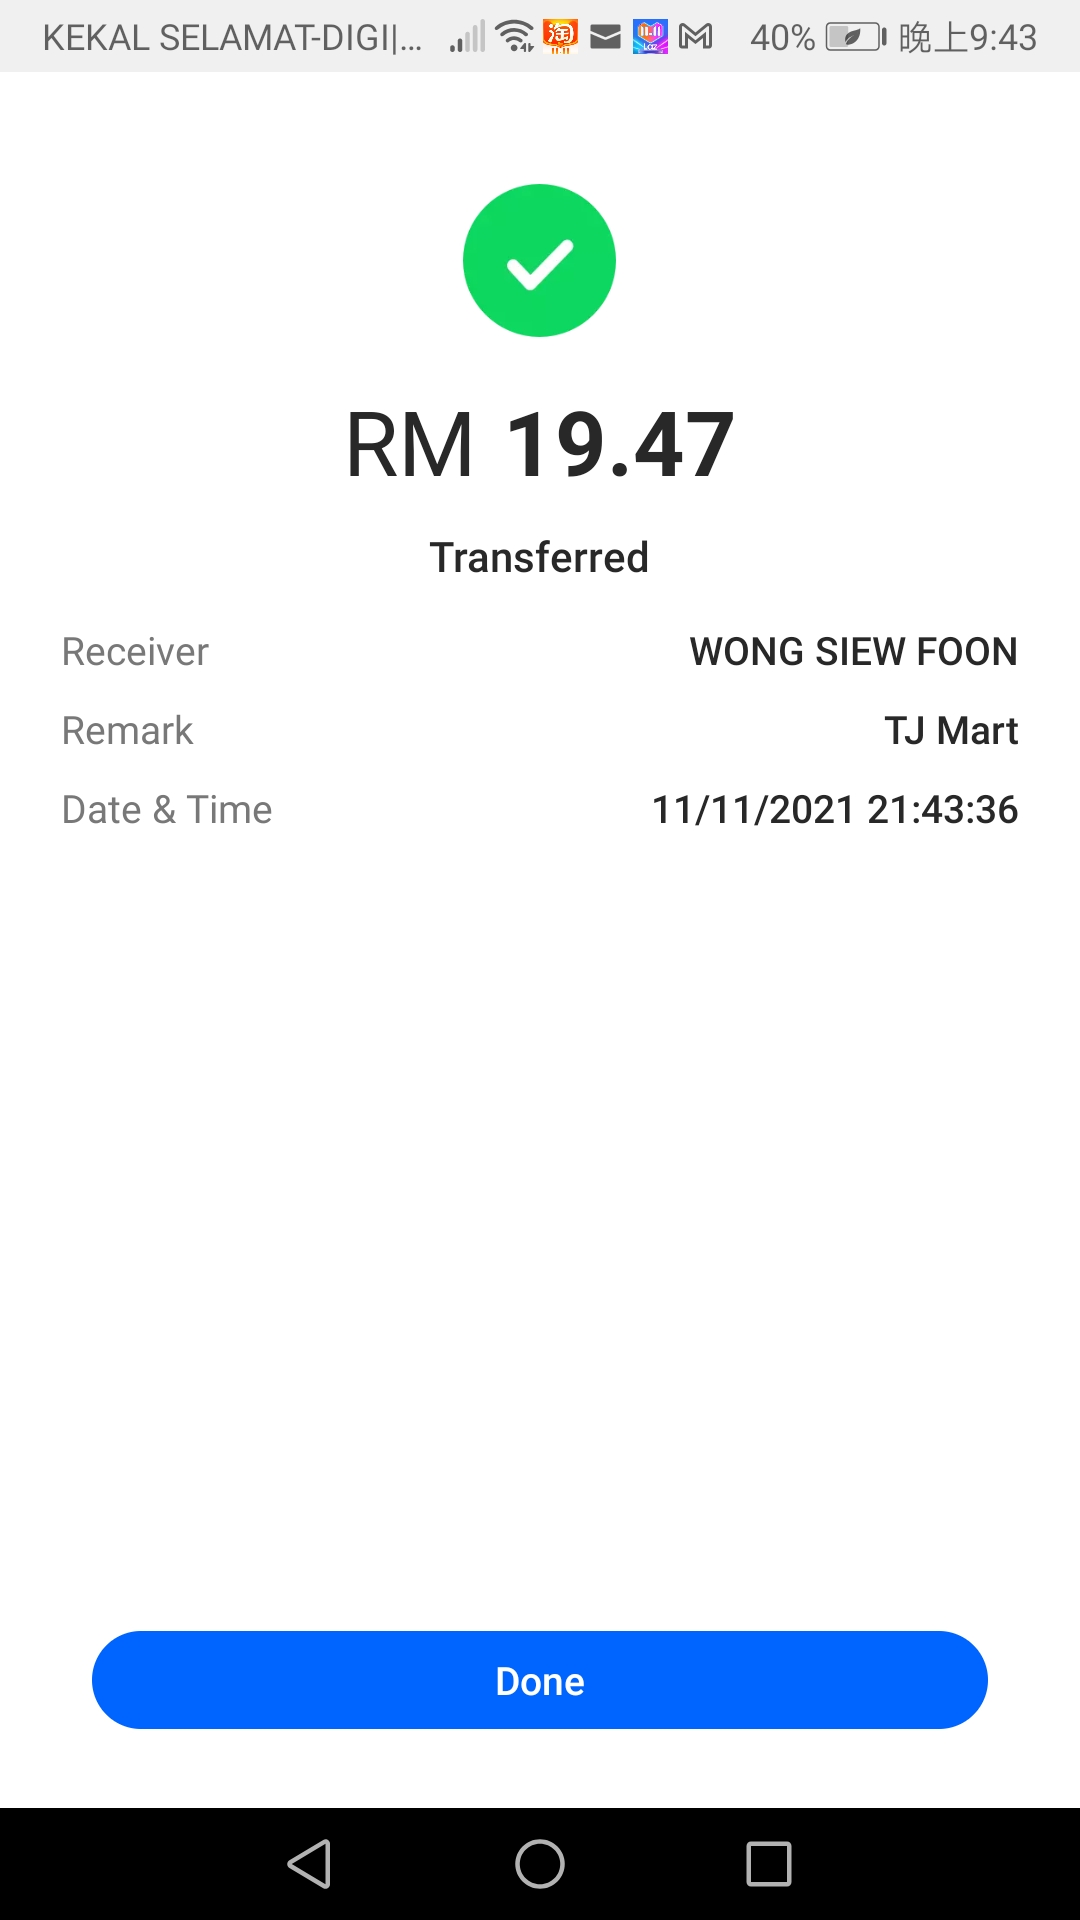 KEKAL SELAMAT-DIGI|... 40% 晚上9:43
RM 19.47
Transferred
Receiver WONG SIEW FOON
Remark TJ Mart
Date & Time 11/11/2021 21:43:36
Done